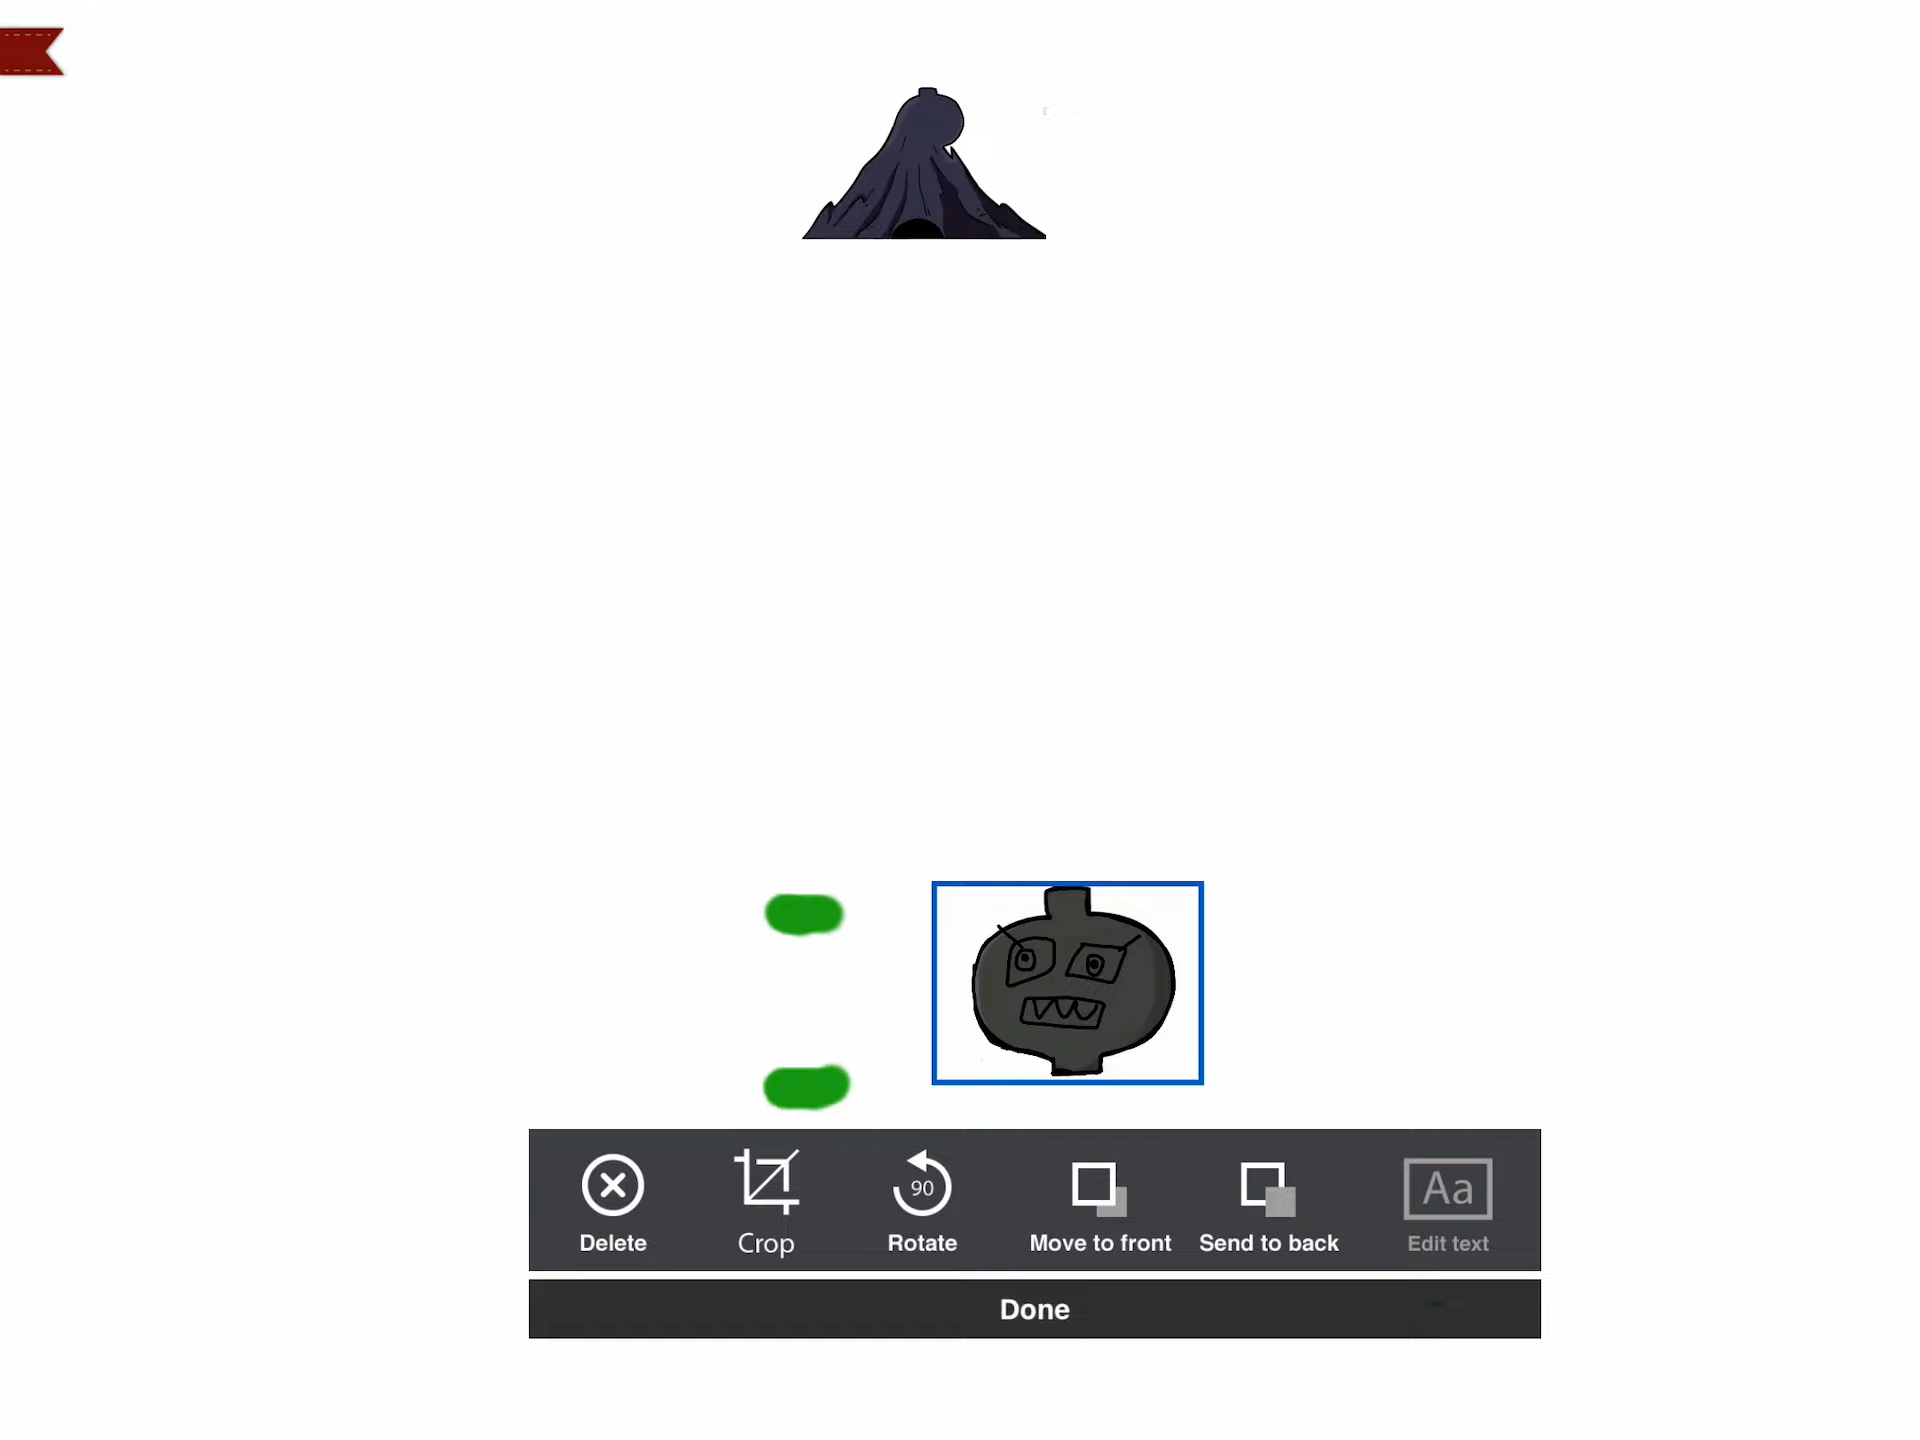 90
Delete
Crop
Rotate
Move to front
Send to back
Aa
Edit text
Done